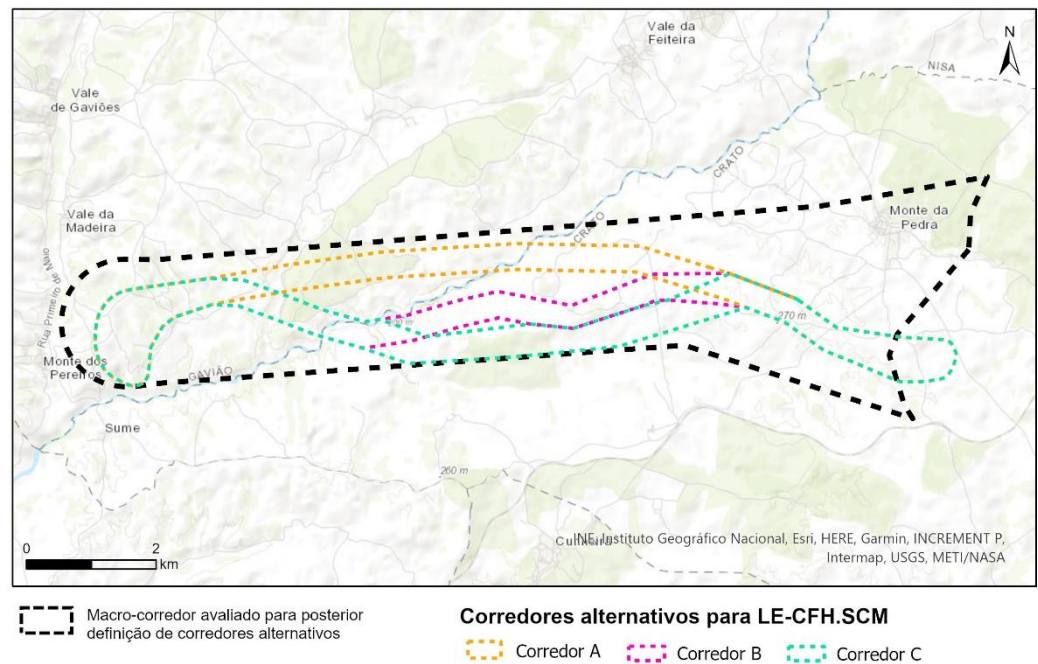 Vale da
Feiteira
N
NISA
Vale
de Gaviões
CRATO
Vale da
Madeira
CRATO
Monte da
Pedra
Rua Primeiro de Maio
270 m
Monte dos
Pereiros
GAVIÃO
Sume
260 m
0 2
km
Cunheira
INE, Instituto Geográfico Nacional, Esri, HERE, Garmin, INCREMENT P,
Intermap, USGS, METI/NASA
Macro-corredor avaliado para posterior
definição de corredores alternativos
Corredores alternativos para LE-CFH.SCM
Corredor A Corredor B Corredor C